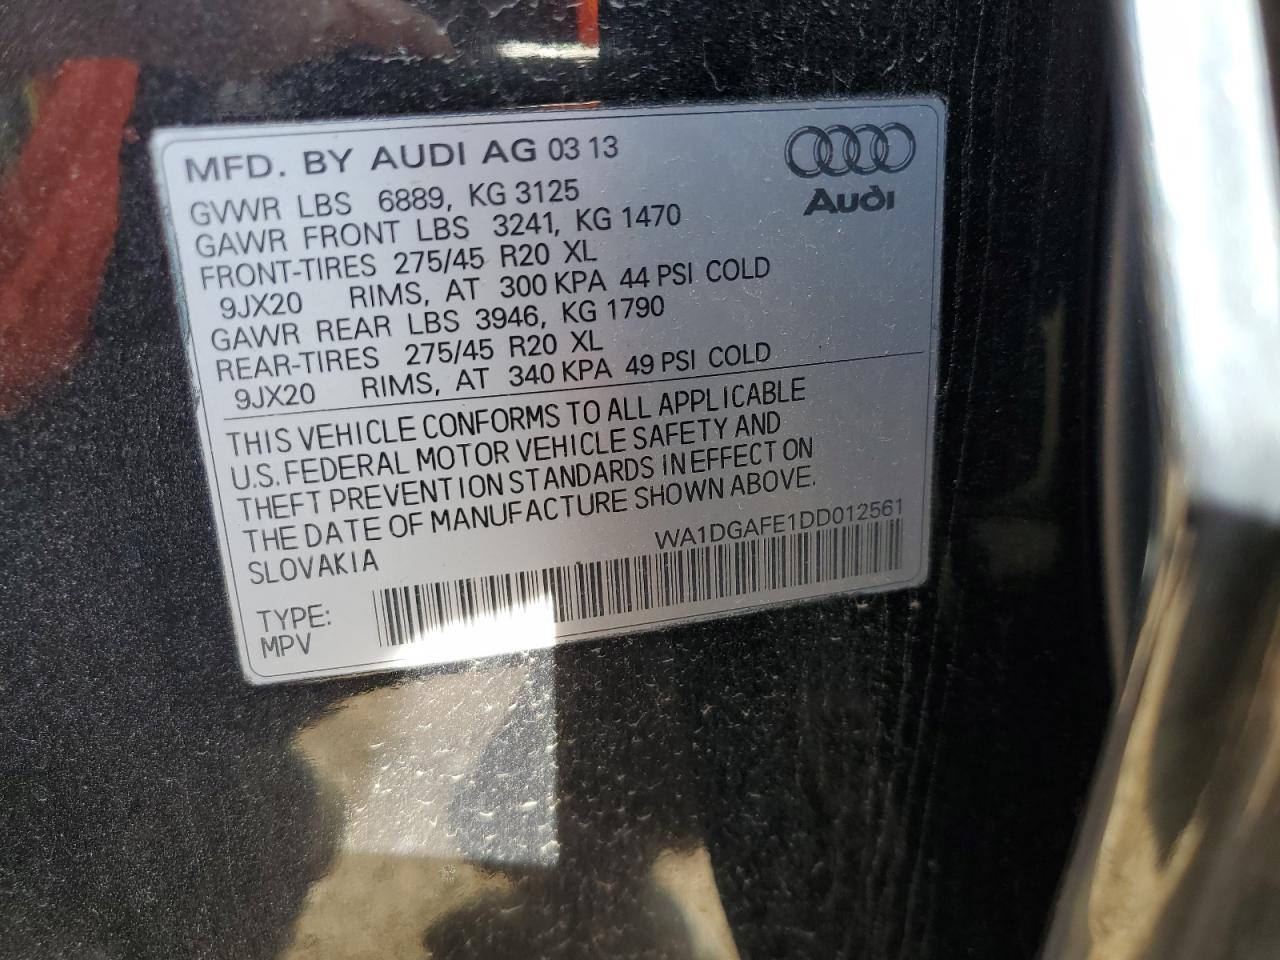 MFD. BY AUDI AG 03 13
Audi
GVWR LBS 6889, KG 3125
GAWR FRONT LBS 3241, KG 1470
FRONT-TIRES 275/45 R20 XL
9JX20 RIMS, AT 300 KPA 44 PSI COLD
GAWR REAR LBS 3946, KG 1790
REAR-TIRES 275/45 R20 XL
9JX20 RIMS, AT 340 KPA 49 PSI COLD
THIS VEHICLE CONFORMS TO ALL APPLICABLE
U.S. FEDERAL MOTOR VEHICLE SAFETY AND
THEFT PREVENTION STANDARDS IN EFFECT ON
THE DATE OF MANUFACTURE SHOWN ABOVE.
SLOVAKIA
WA1DGAFE1DD012561
TYPE:
MPV